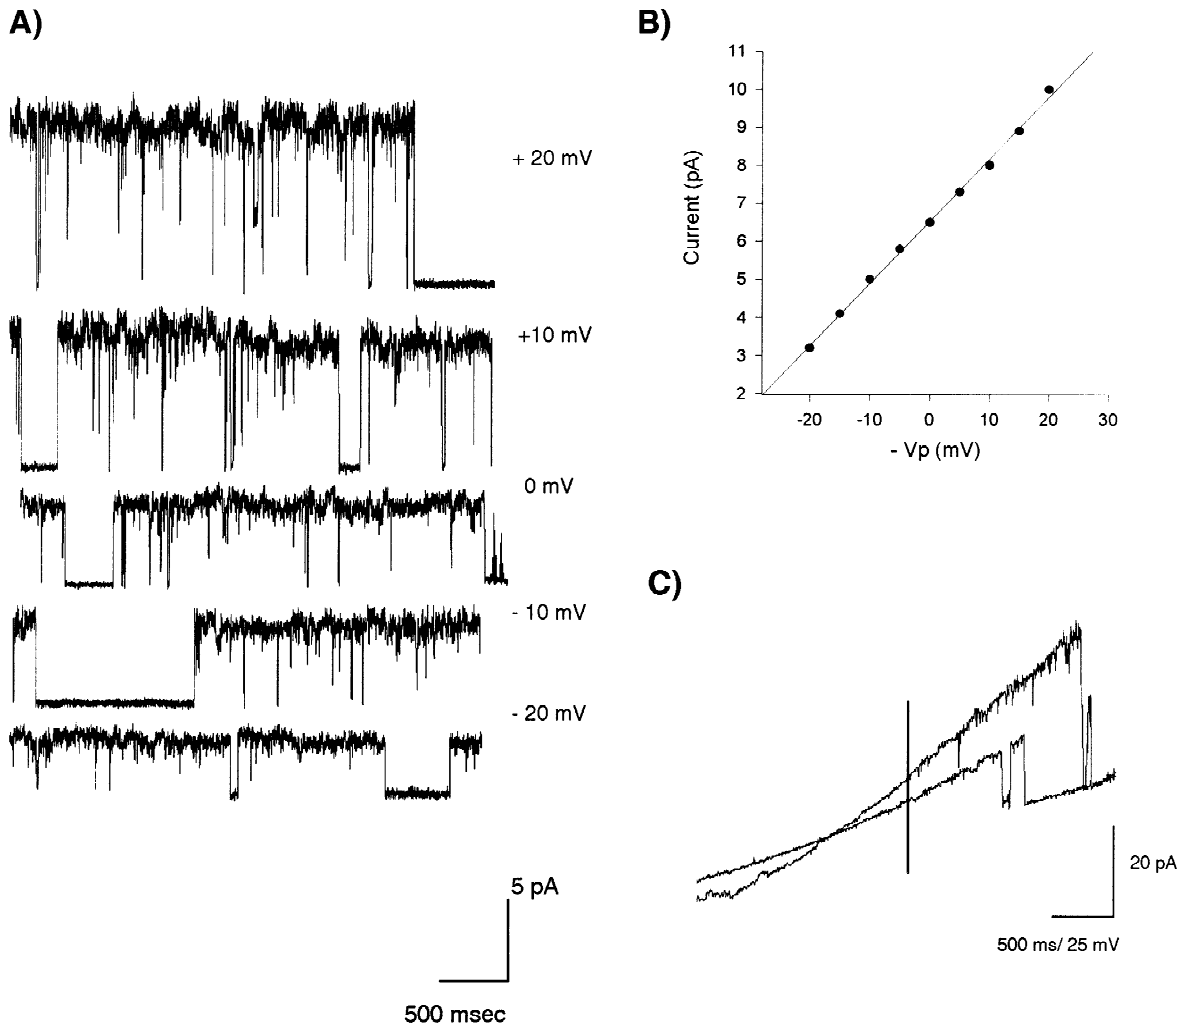 A)
+ 20 mV
+10 mV
0 mV
- 10 mV
- 20 mV
5 pA
500 msec
B)
11
10
9
8
7
6
5
4
3
2
Current (pA)
-20 -10 0 10 20 30
- Vp (mV)
C)
20 pA
500 ms/ 25 mV